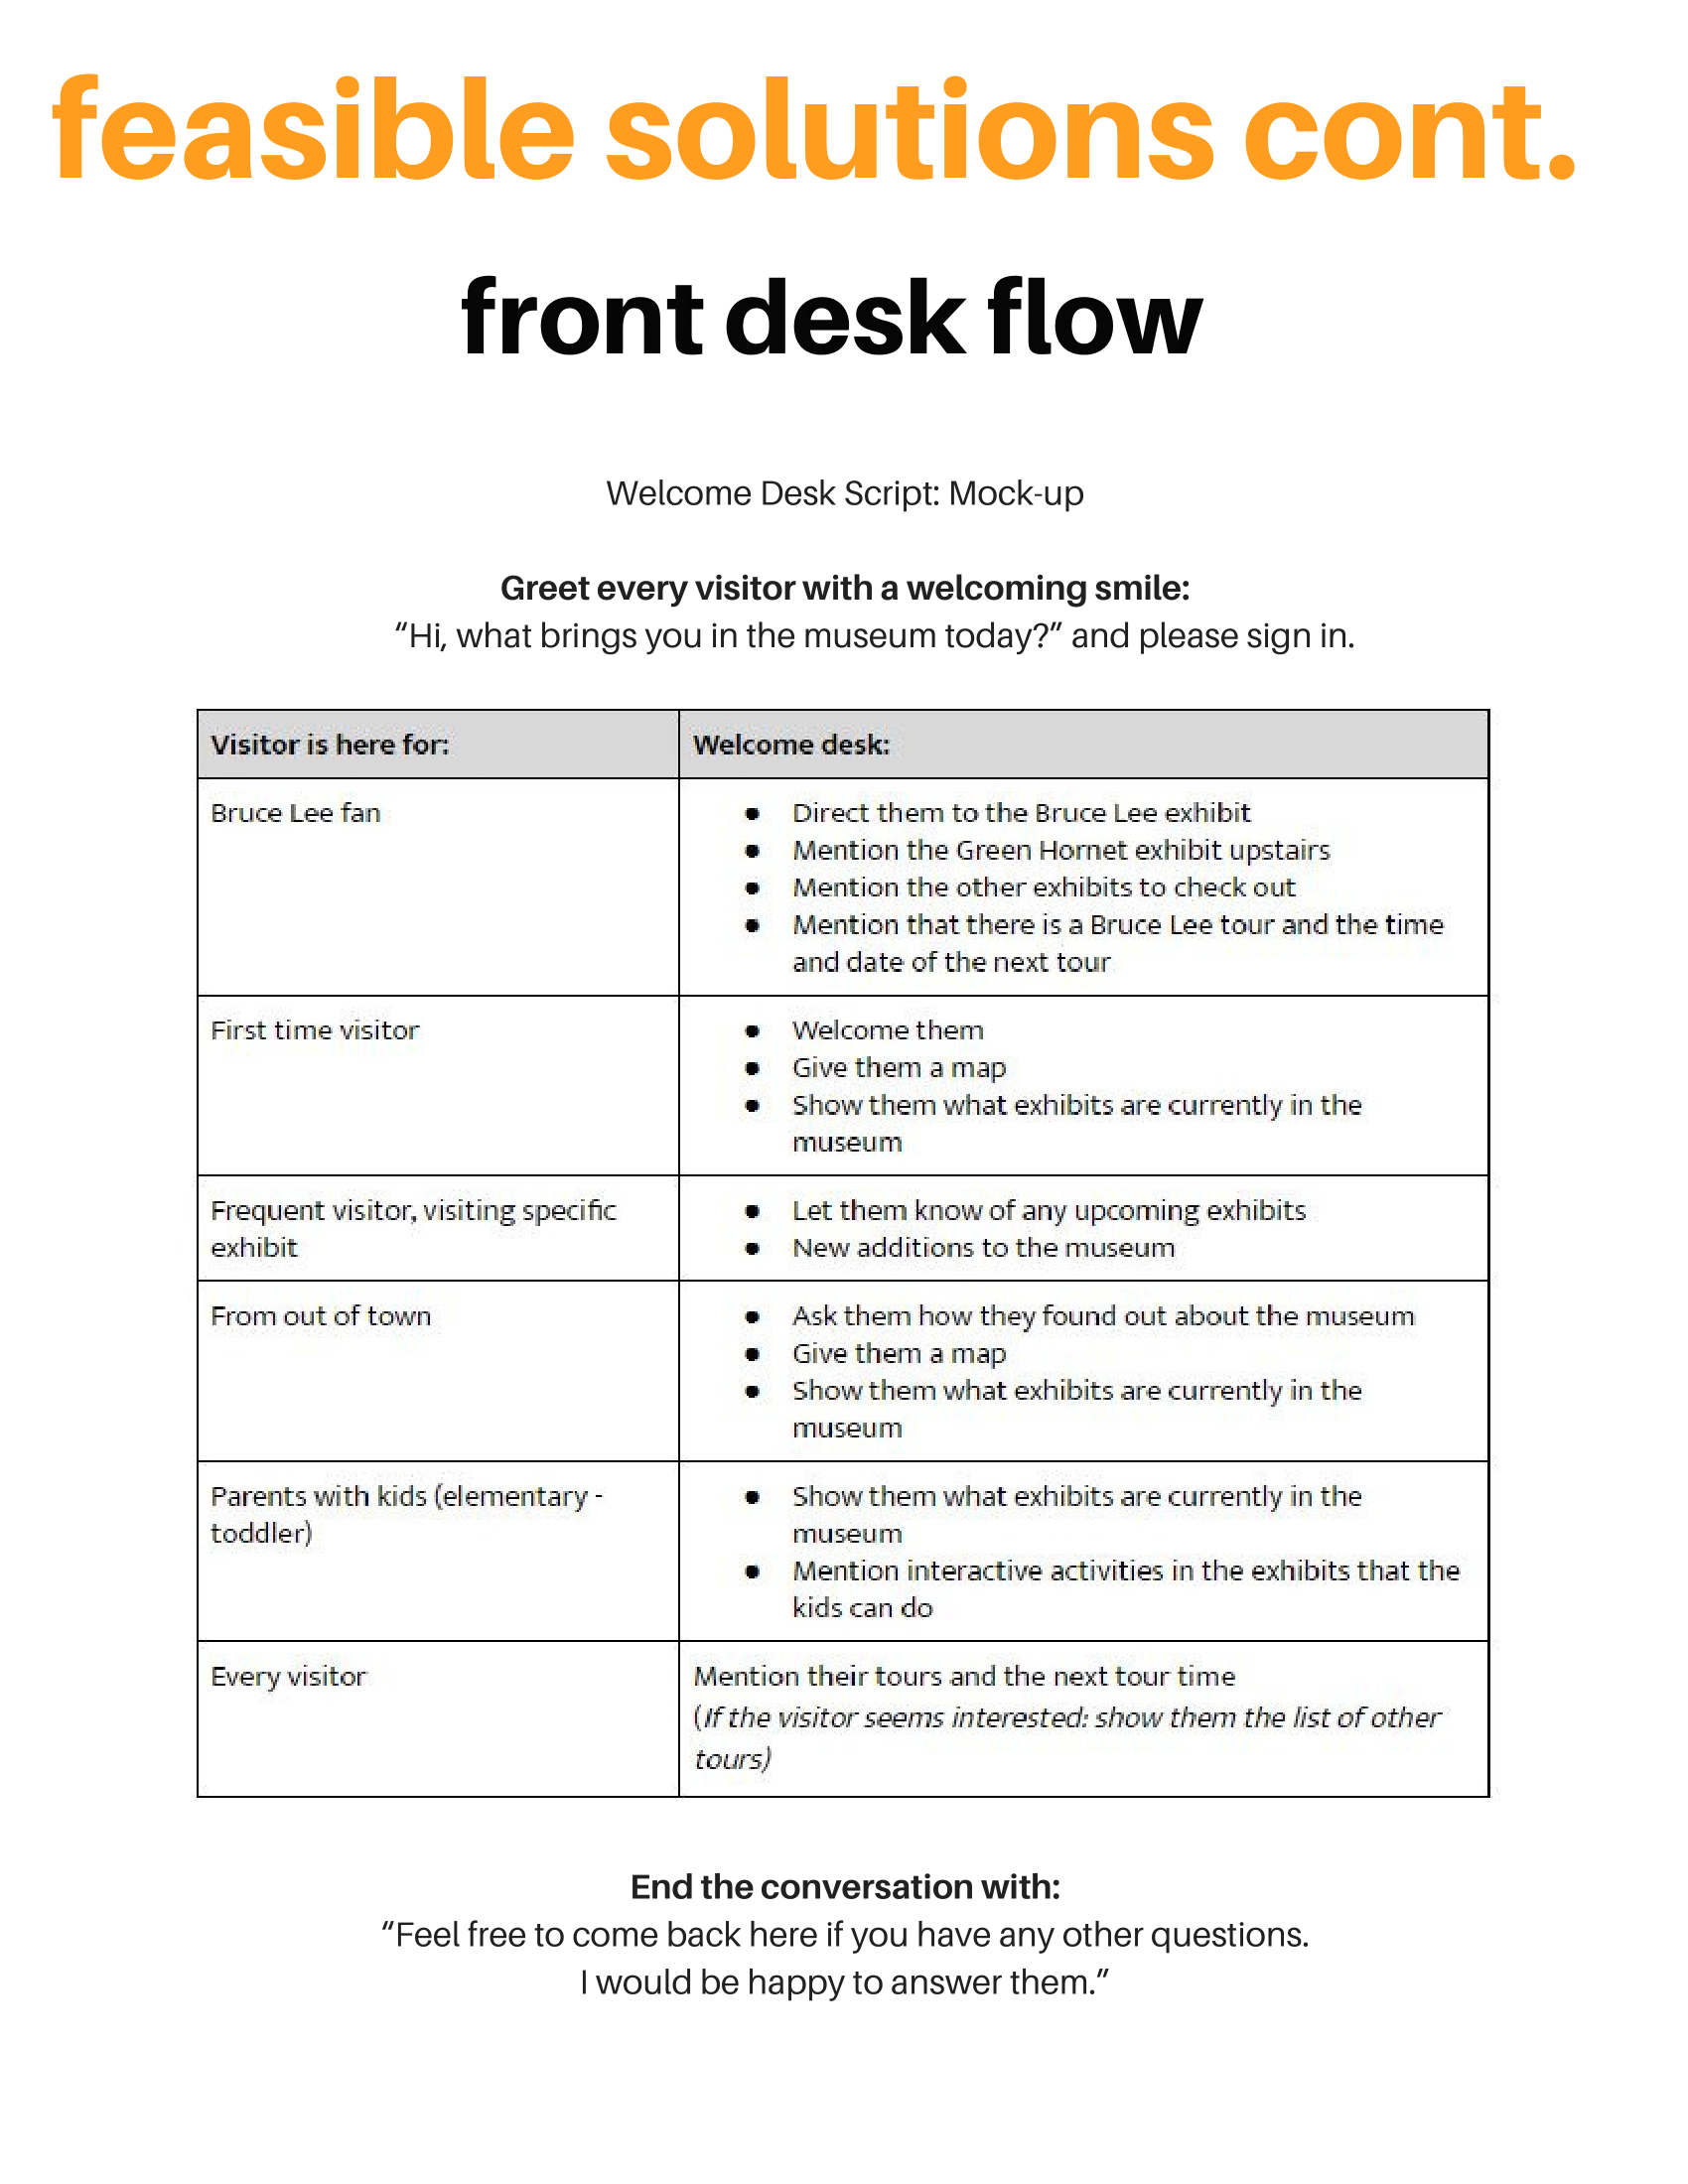 feasible solutions cont.
front desk flow
Welcome Desk Script: Mock-up
Greet every visitor with a welcoming smile:
“Hi, what brings you in the museum today?” and please sign in.
Visitor is here for:
Welcome desk:
Bruce Lee fan
● Direct them to the Bruce Lee exhibit
● Mention the Green Hornet exhibit upstairs
● Mention the other exhibits to check out
● Mention that there is a Bruce Lee tour and the time
and date of the next tour
First time visitor
● Welcome them
● Give them a map
● Show them what exhibits are currently in the
museum
Frequent visitor, visiting specific
exhibit
● Let them know of any upcoming exhibits
● New additions to the museum
From out of town
● Ask them how they found out about the museum
● Give them a map
● Show them what exhibits are currently in the
museum
Parents with kids (elementary -
toddler)
● Show them what exhibits are currently in the
museum
● Mention interactive activities in the exhibits that the
kids can do
Every visitor
Mention their tours and the next tour time
(If the visitor seems interested: show them the list of other
tours)
End the conversation with:
“Feel free to come back here if you have any other questions.
I would be happy to answer them.”